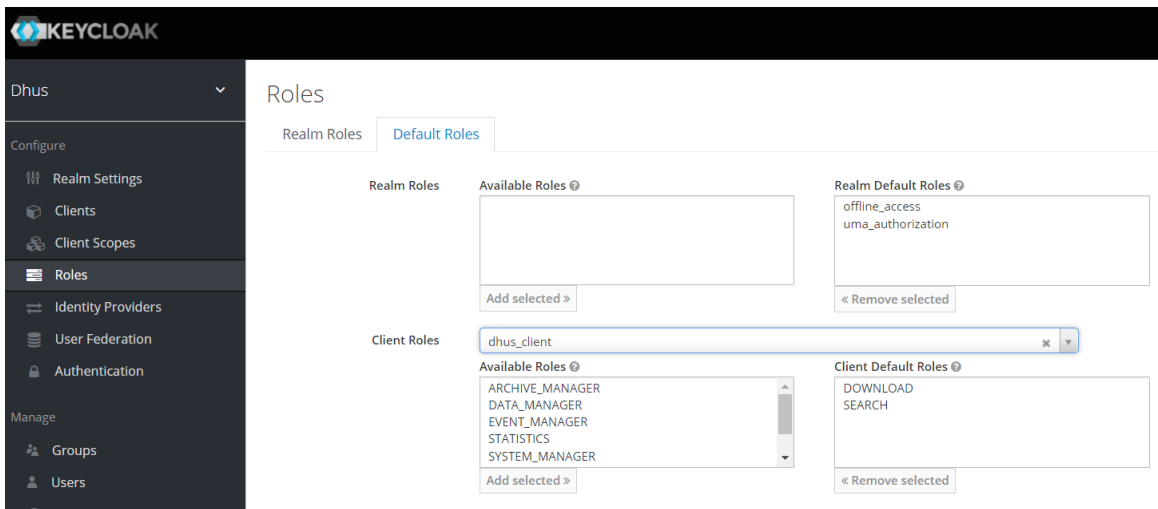 KEYCLOAK
Dhus
Configure
Realm Settings
Clients
Client Scopes
Roles
Identity Providers
User Federation
Authentication
Manage
Groups
Users
Roles
Realm Roles Default Roles
Realm Roles
Available Roles
Add selected »
Realm Default Roles
offline_access
uma_authorization
« Remove selected
Client Roles
dhus_client
Available Roles
ARCHIVE_MANAGER
DATA_MANAGER
EVENT_MANAGER
STATISTICS
SYSTEM_MANAGER
Add selected »
Client Default Roles
DOWNLOAD
SEARCH
« Remove selected